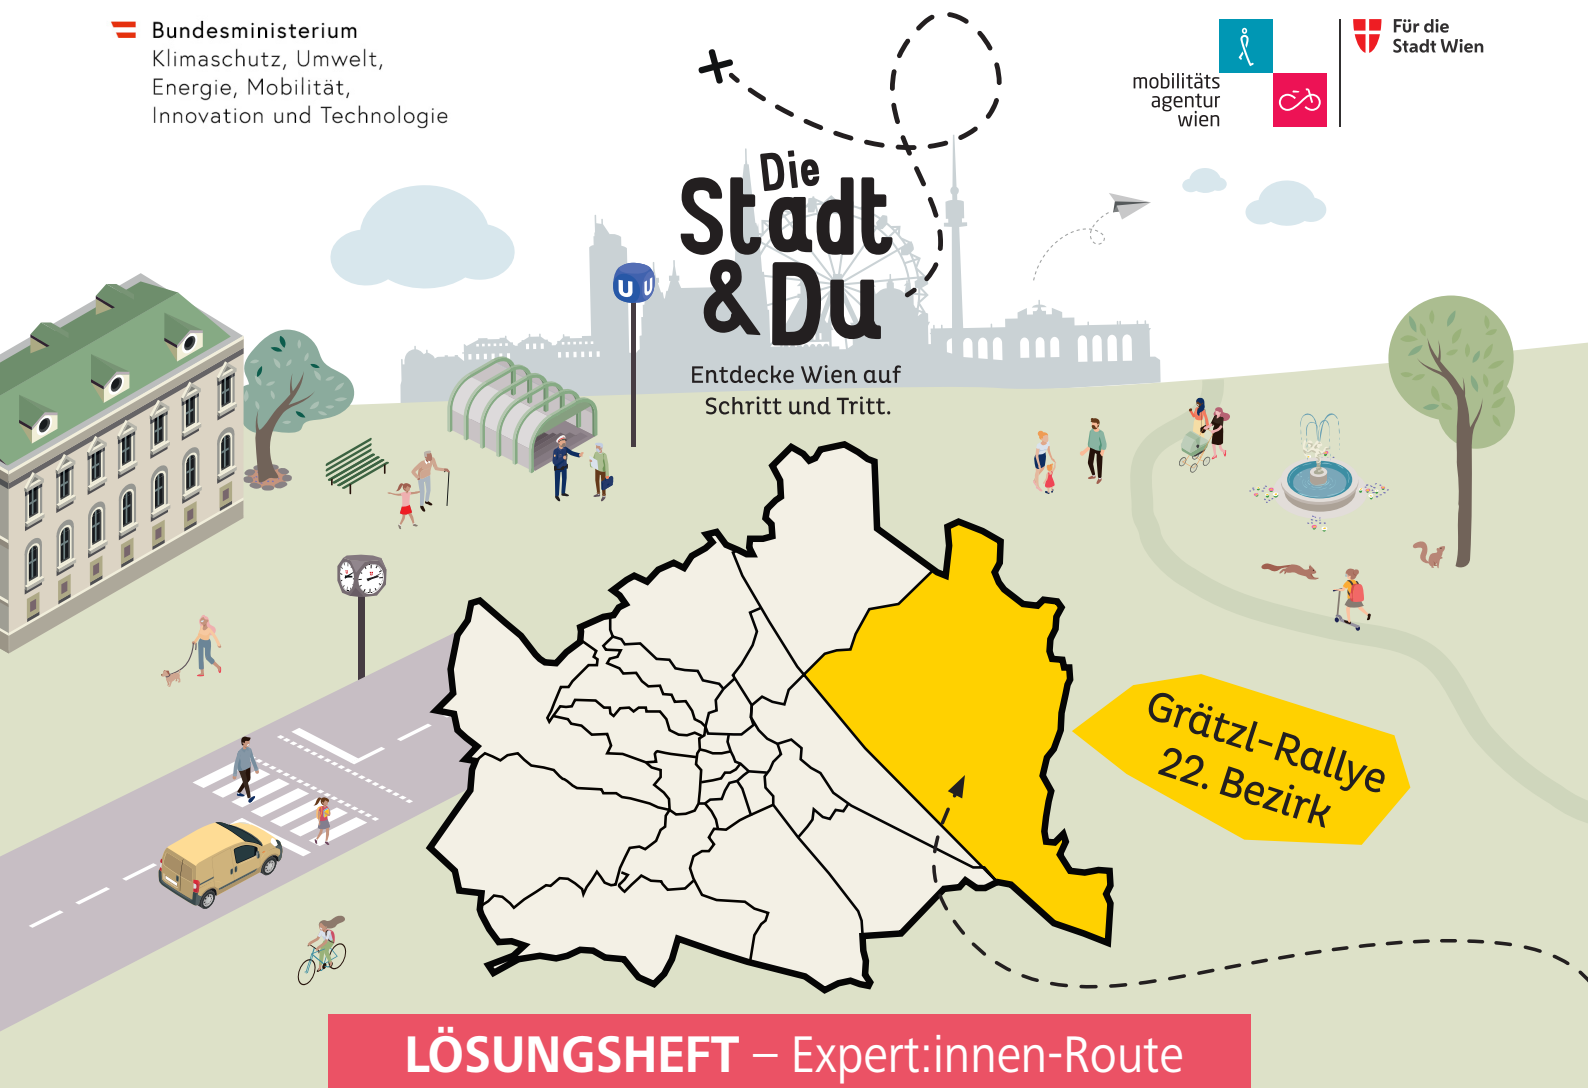 Bundesministerium
Klimaschutz, Umwelt,
Energie, Mobilität,
Innovation und Technologie
mobilitäts
agentur
wien
Für die
Stadt Wien
Die
Stadt
& Du
Entdecke Wien auf
Schritt und Tritt.
U U
Grätzl-Rallye
22. Bezirk
LÖSUNGSHEFT – Expert:innen-Route